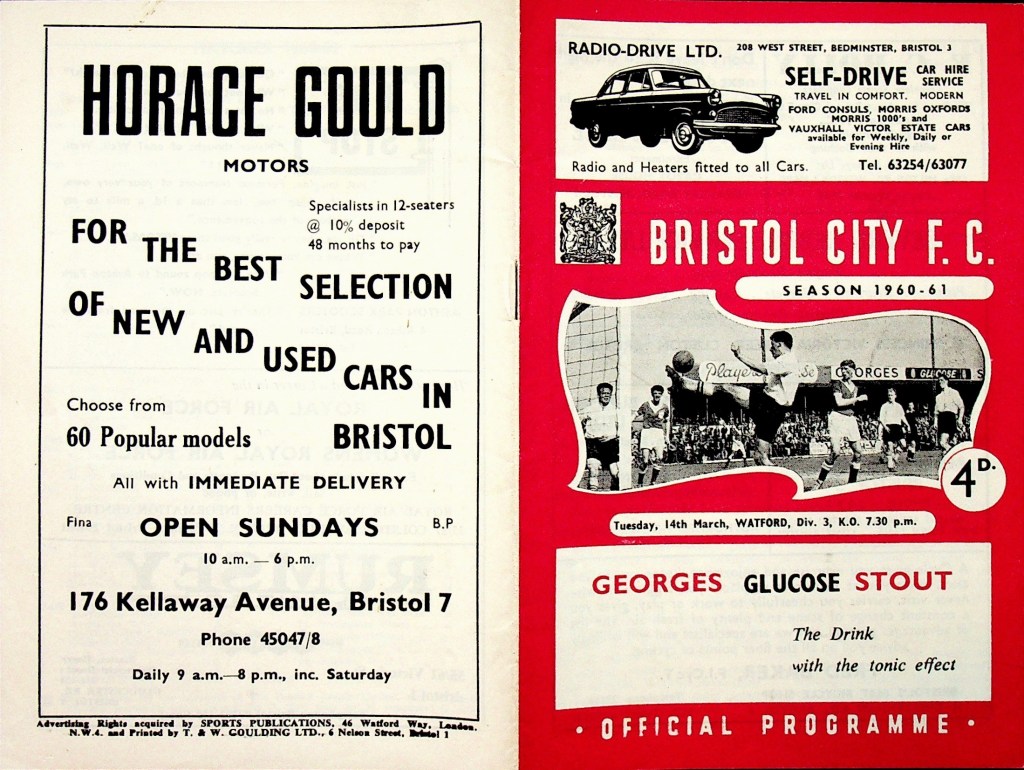 HORACE GOULD
MOTORS
Specialists in 12-seaters
@ 10% deposit
48 months to pay
FOR THE BEST SELECTION
OF NEW AND USED CARS IN
BRISTOL
Choose from
60 Popular models
All with IMMEDIATE DELIVERY
Fina OPEN SUNDAYS B.P
10 a.m. — 6 p.m.
176 Kellaway Avenue, Bristol 7
Phone 45047/8
Daily 9 a.m.—8 p.m., inc. Saturday
Advertising Rights acquired by SPORTS PUBLICATIONS, 46 Watford Way, London.
N.W.4. and Printed by T. & W. GOULDING LTD., 6 Nelson Street, Bristol 1
RADIO-DRIVE LTD. 208 WEST STREET, BEDMINSTER, BRISTOL 3
SELF-DRIVE CAR HIRE SERVICE
TRAVEL IN COMFORT. MODERN
FORD CONSULS, MORRIS OXFORDS
MORRIS 1000's and
VAUXHALL VICTOR ESTATE CARS
available for Weekly, Daily or
Evening Hire
Radio and Heaters fitted to all Cars. Tel. 63254/63077
BRISTOL CITY F.C.
SEASON 1960-61
Player
GEORGES GLUCOSE S
4D.
Tuesday, 14th March, WATFORD, Div. 3, K.O. 7.30 p.m.
GEORGES GLUCOSE STOUT
The Drink
with the tonic effect
· OFFICIAL PROGRAMME ·